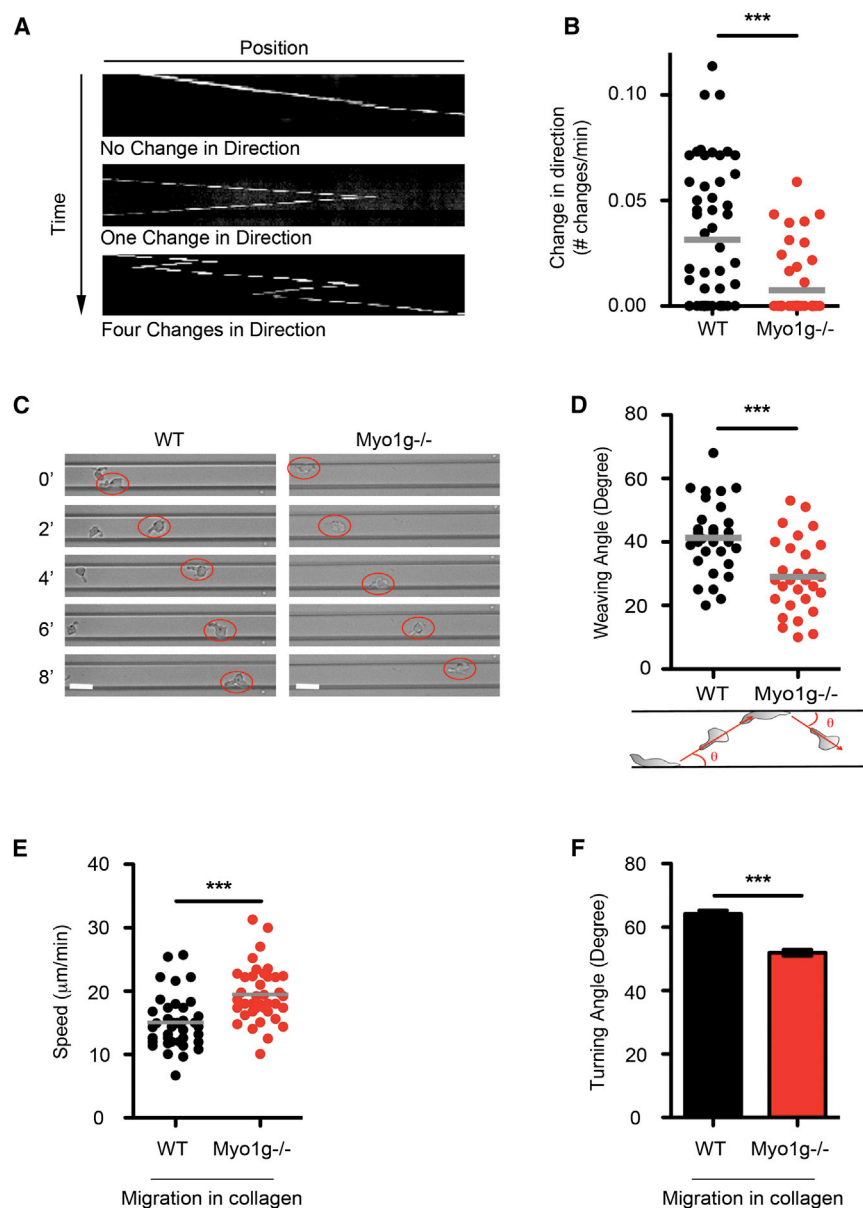 A
Position
Time
No Change in Direction
One Change in Direction
Four Changes in Direction
B
***
Change in direction
(# changes/min)
0.10
0.05
0.00
WT Myo1g-/-
C
WT Myo1g-/-
0'
2'
4'
6'
8'
D
***
Weaving Angle (Degree)
80
60
40
20
0
WT Myo1g-/-
θ
θ
E
***
Speed (μm/min)
40
30
20
10
0
WT Myo1g-/-
Migration in collagen
F
***
Turning Angle (Degree)
80
60
40
20
0
WT Myo1g-/-
Migration in collagen